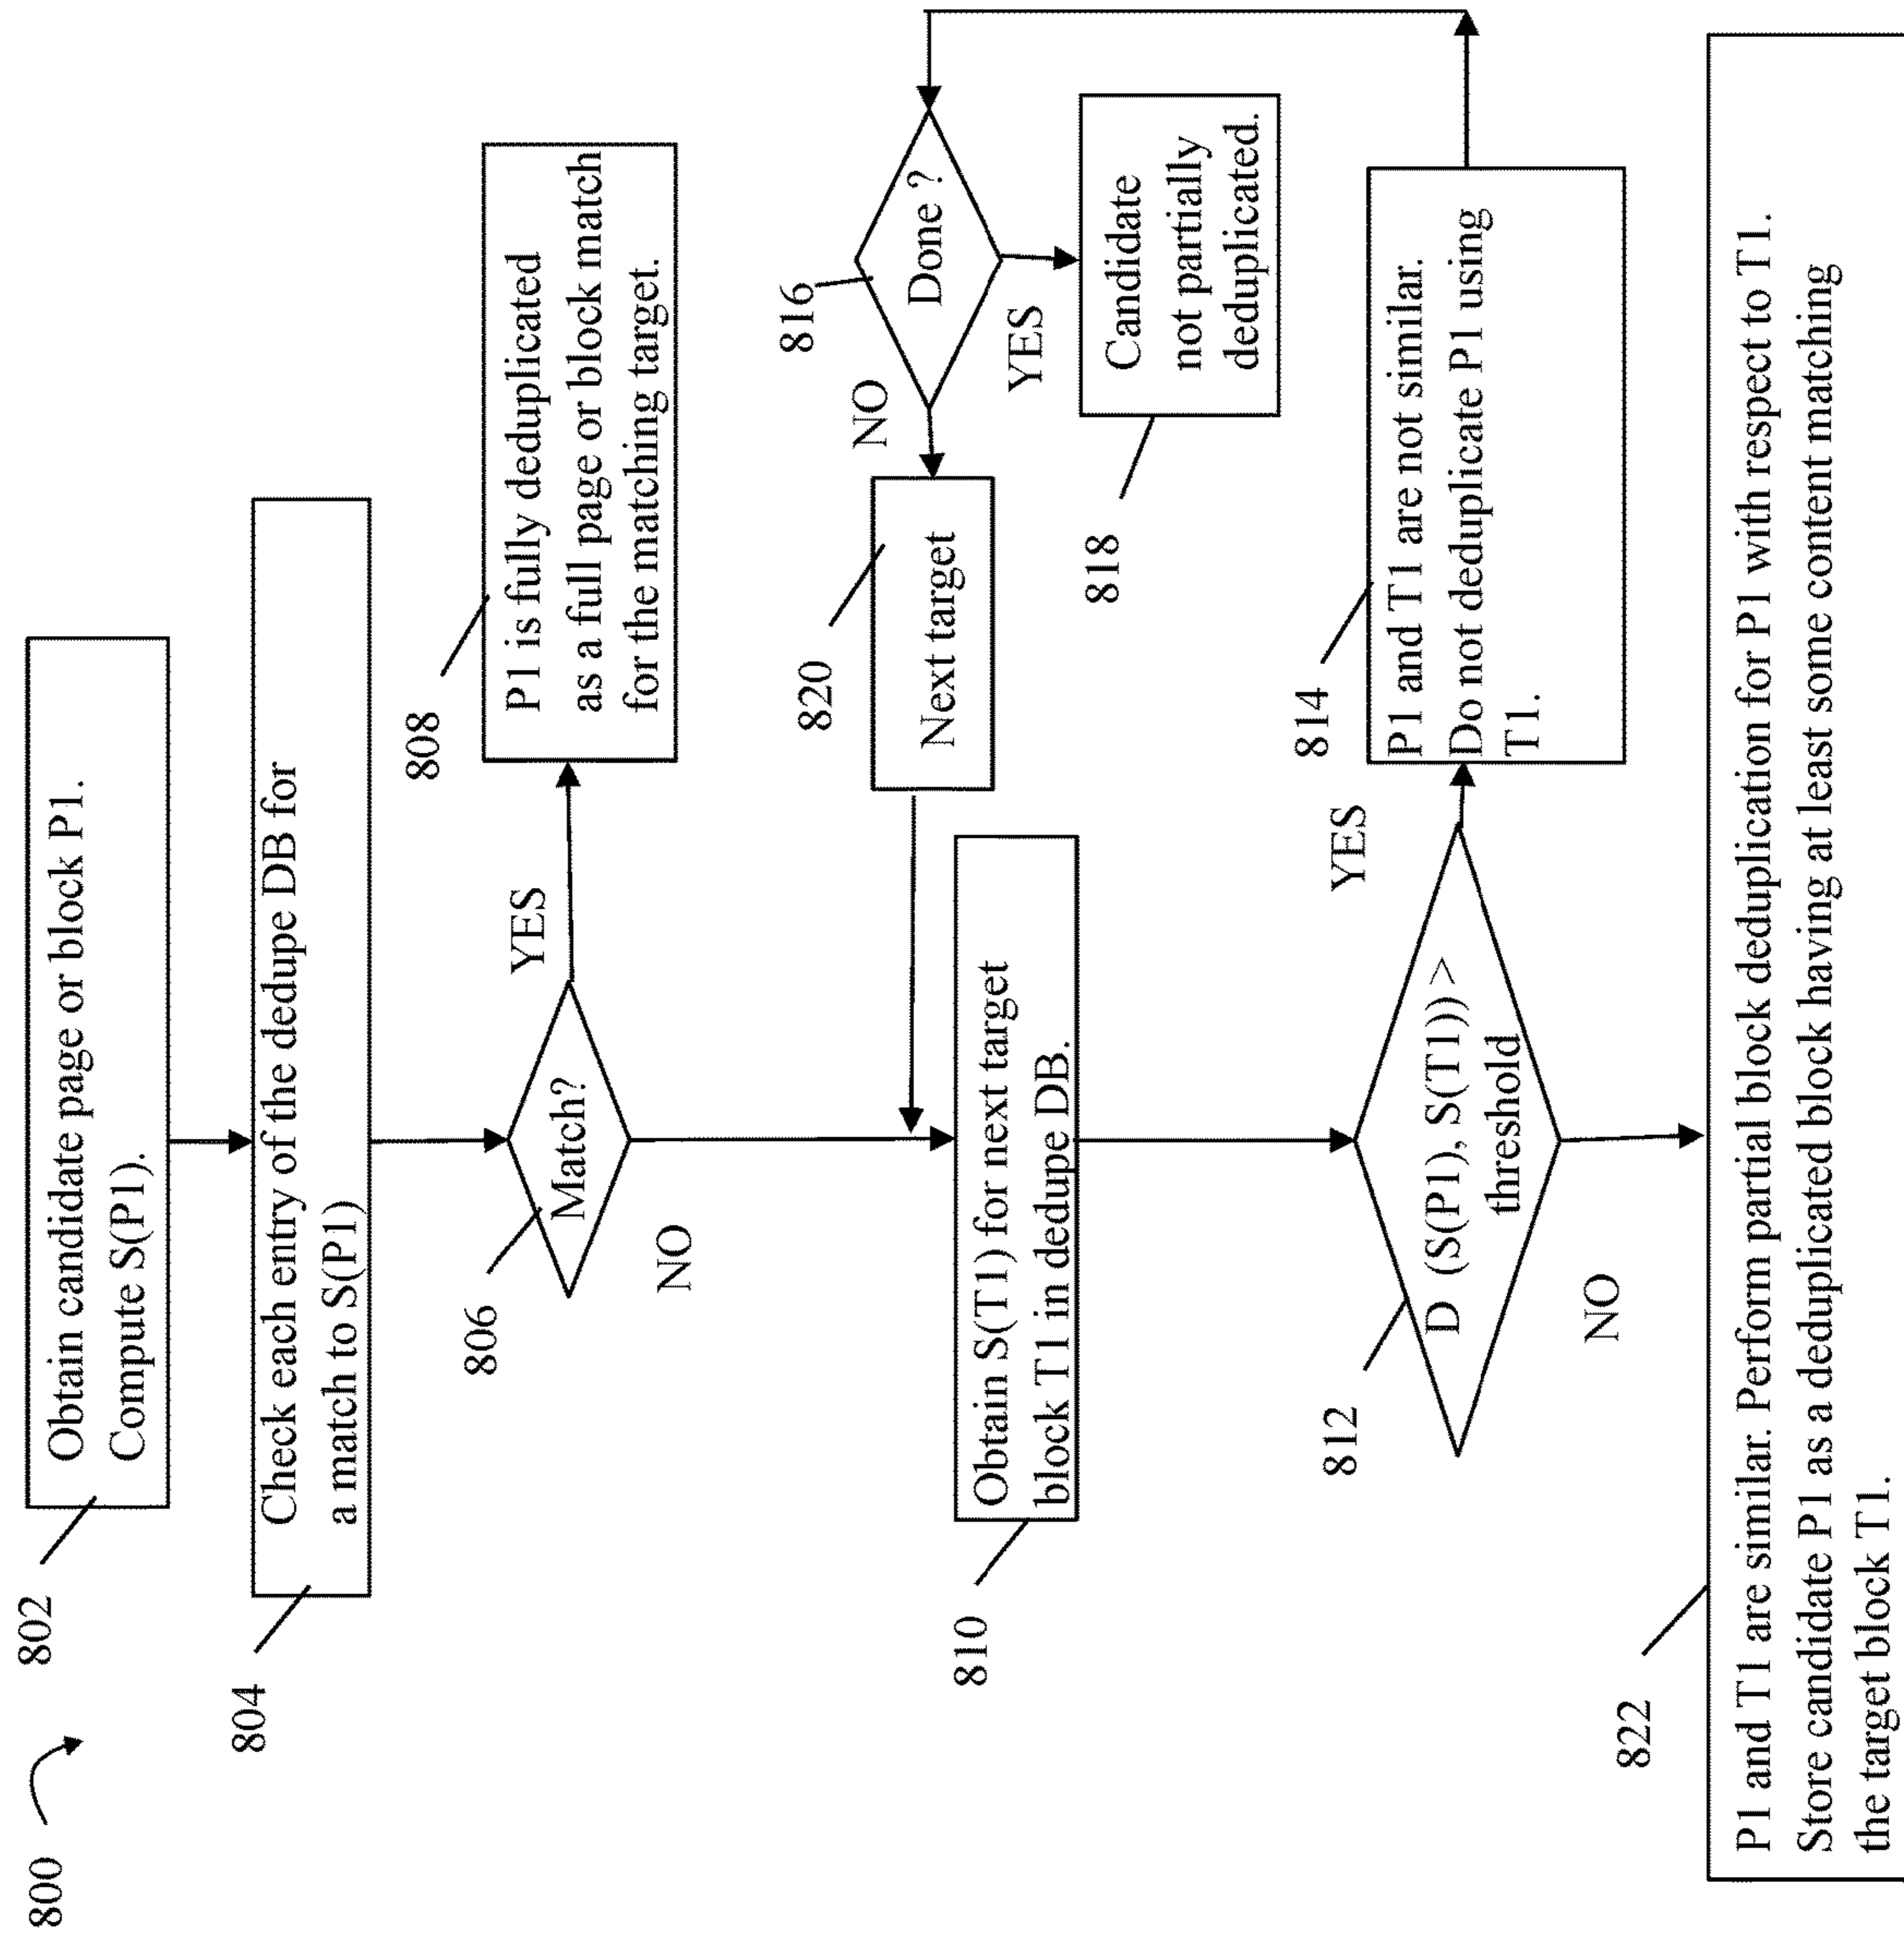 800
802
Obtain candidate page or block P1.
Compute S(P1).
804
Check each entry of the dedupe DB for
a match to S(P1)
806
Match?
YES
808
P1 is fully deduplicated
as a full page or block match
for the matching target.
NO
820
Next target
NO
816
Done ?
YES
818
Candidate
not partially
deduplicated.
810
Obtain S(T1) for next target
block T1 in dedupe DB.
812
D (S(P1), S(T1)) >
threshold
YES
814
P1 and T1 are not similar.
Do not deduplicate P1 using
T1.
NO
822
P1 and T1 are similar. Perform partial block deduplication for P1 with respect to T1.
Store candidate P1 as a deduplicated block having at least some content matching
the target block T1.